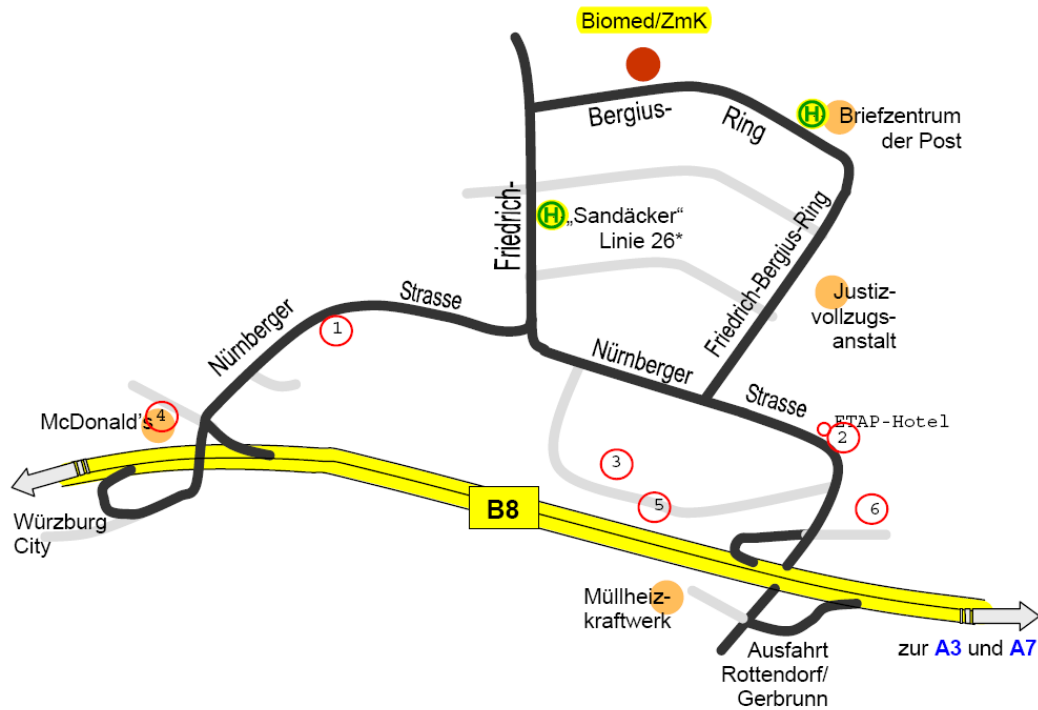 Biomed/ZmK
Bergius-
Ring
H
Briefzentrum
der Post
Friedrich-
H
„Sandäcker“
Linie 26*
Friedrich-Bergius-Ring
Justiz-
vollzugs-
anstalt
Nürnberger
Strasse
1
Nürnberger
Strasse
McDonald's
4
ETAP-Hotel
2
3
5
6
B8
Würzburg
City
Müllheiz-
kraftwerk
Ausfahrt
Rottendorf/
Gerbrunn
zur A3 und A7